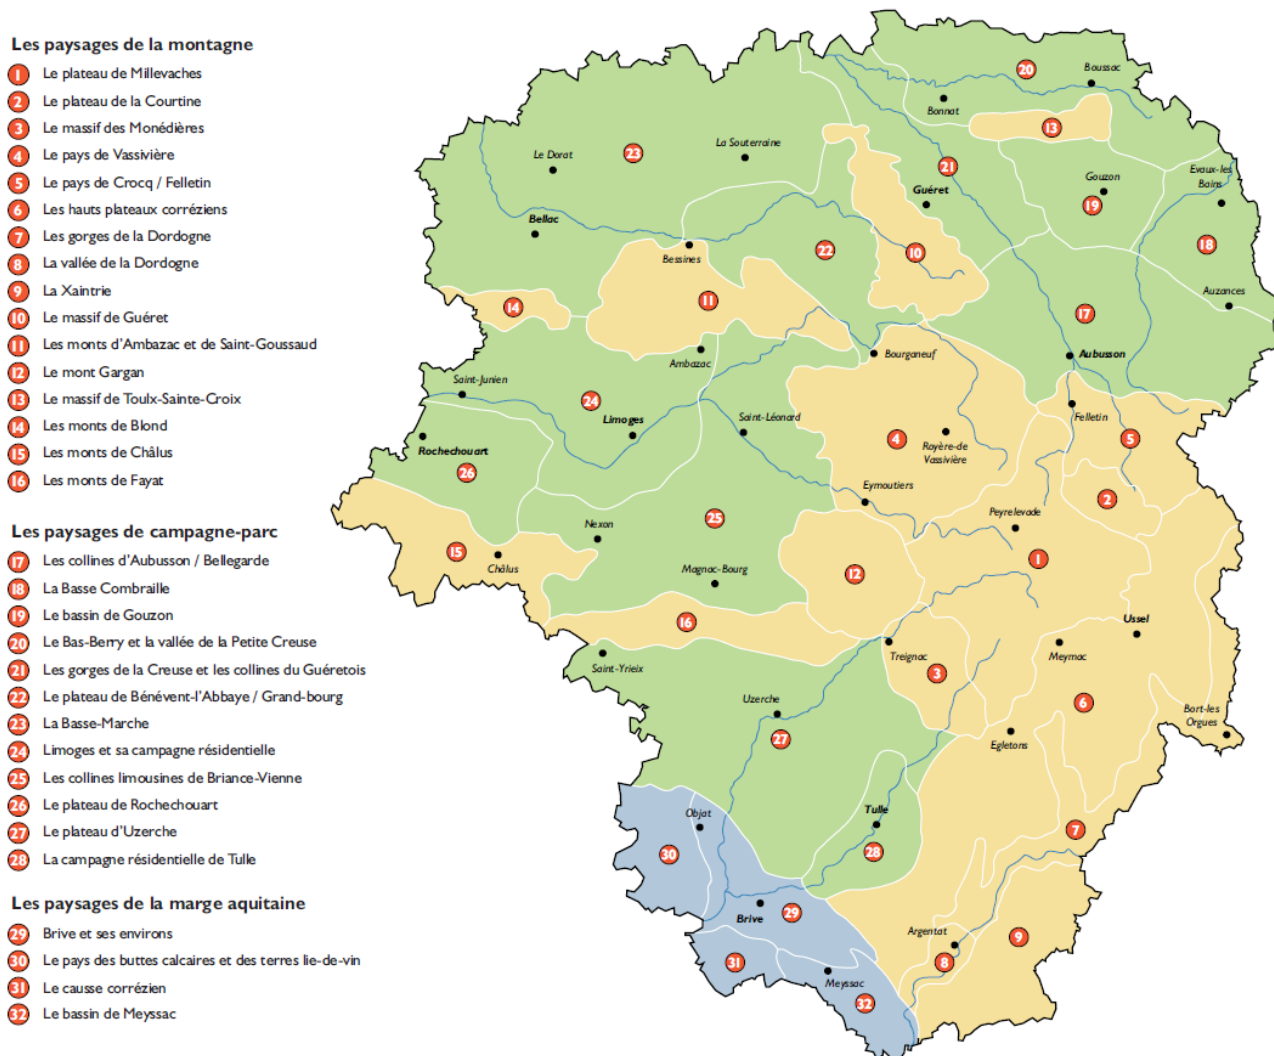 Les paysages de la montagne
1 Le plateau de Millevaches
2 Le plateau de la Courtine
3 Le massif des Monédières
4 Le pays de Vassivière
5 Le pays de Crocq / Felletin
6 Les hauts plateaux corréziens
7 Les gorges de la Dordogne
8 La vallée de la Dordogne
9 La Xaintrie
10 Le massif de Guéret
11 Les monts d'Ambazac et de Saint-Goussaud
12 Le mont Gargan
13 Le massif de Toulx-Sainte-Croix
14 Les monts de Blond
15 Les monts de Châlus
16 Les monts de Fayat
Les paysages de campagne-parc
17 Les collines d'Aubusson / Bellegarde
18 La Basse Combraille
19 Le bassin de Gouzon
20 Le Bas-Berry et la vallée de la Petite Creuse
21 Les gorges de la Creuse et les collines du Guéretois
22 Le plateau de Bénévent-l'Abbaye / Grand-bourg
23 La Basse-Marche
24 Limoges et sa campagne résidentielle
25 Les collines limousines de Briance-Vienne
26 Le plateau de Rochechouart
27 Le plateau d'Uzerche
28 La campagne résidentielle de Tulle
Les paysages de la marge aquitaine
29 Brive et ses environs
30 Le pays des buttes calcaires et des terres lie-de-vin
31 Le causse corrézien
32 Le bassin de Meyssac
20
Boussac
Bonnat
13
La Souterraine
23
Le Dorat
21
Gouzon
Evaux-les
Bains
Guéret
19
Bellac
18
22
10
Bessines
Auzances
11
14
17
Aubusson
Bourganeuf
Ambazac
Saint-Junien
24
Felletin
Limoges
Saint-Léonard
4
Royère-de
Vassivière
5
Rochechouart
26
Eymoutiers
2
Peyrelevade
25
Nexon
15
Châlus
1
Magnac-Bourg
12
16
Ussel
Treignac
Meymac
Saint-Yrieix
3
6
Uzerche
Bort-les
Orgues
27
Egletons
Objat
Tulle
7
30
28
Brive
29
Argentat
9
31
8
Meyssac
32